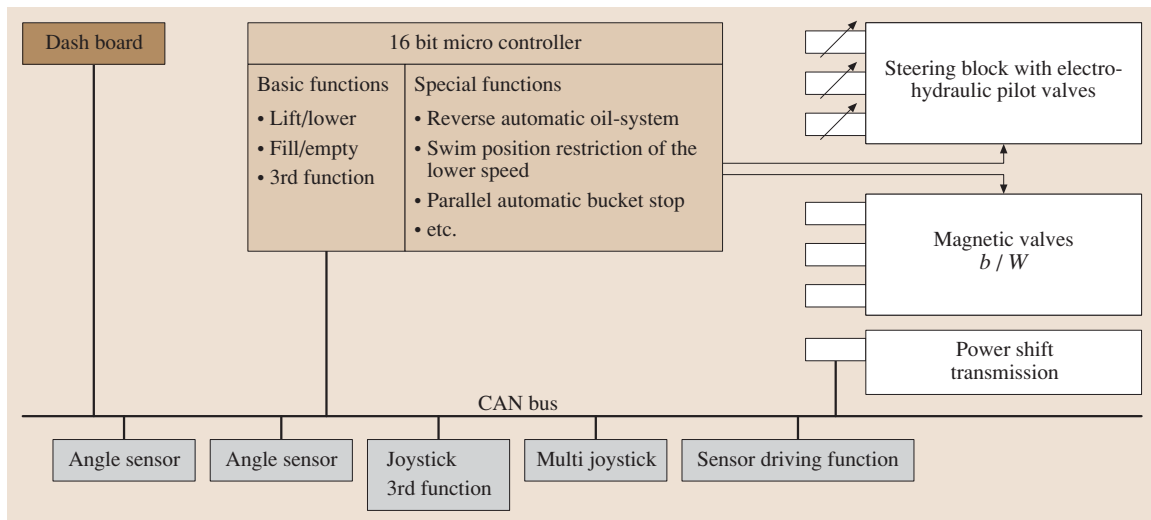 Dash board
16 bit micro controller
Basic functions
• Lift/lower
• Fill/empty
• 3rd function
Special functions
• Reverse automatic oil-system
• Swim position restriction of the
lower speed
• Parallel automatic bucket stop
• etc.
Steering block with electro-
hydraulic pilot valves
Magnetic valves
b / W
Power shift
transmission
CAN bus
Angle sensor
Angle sensor
Joystick
3rd function
Multi joystick
Sensor driving function